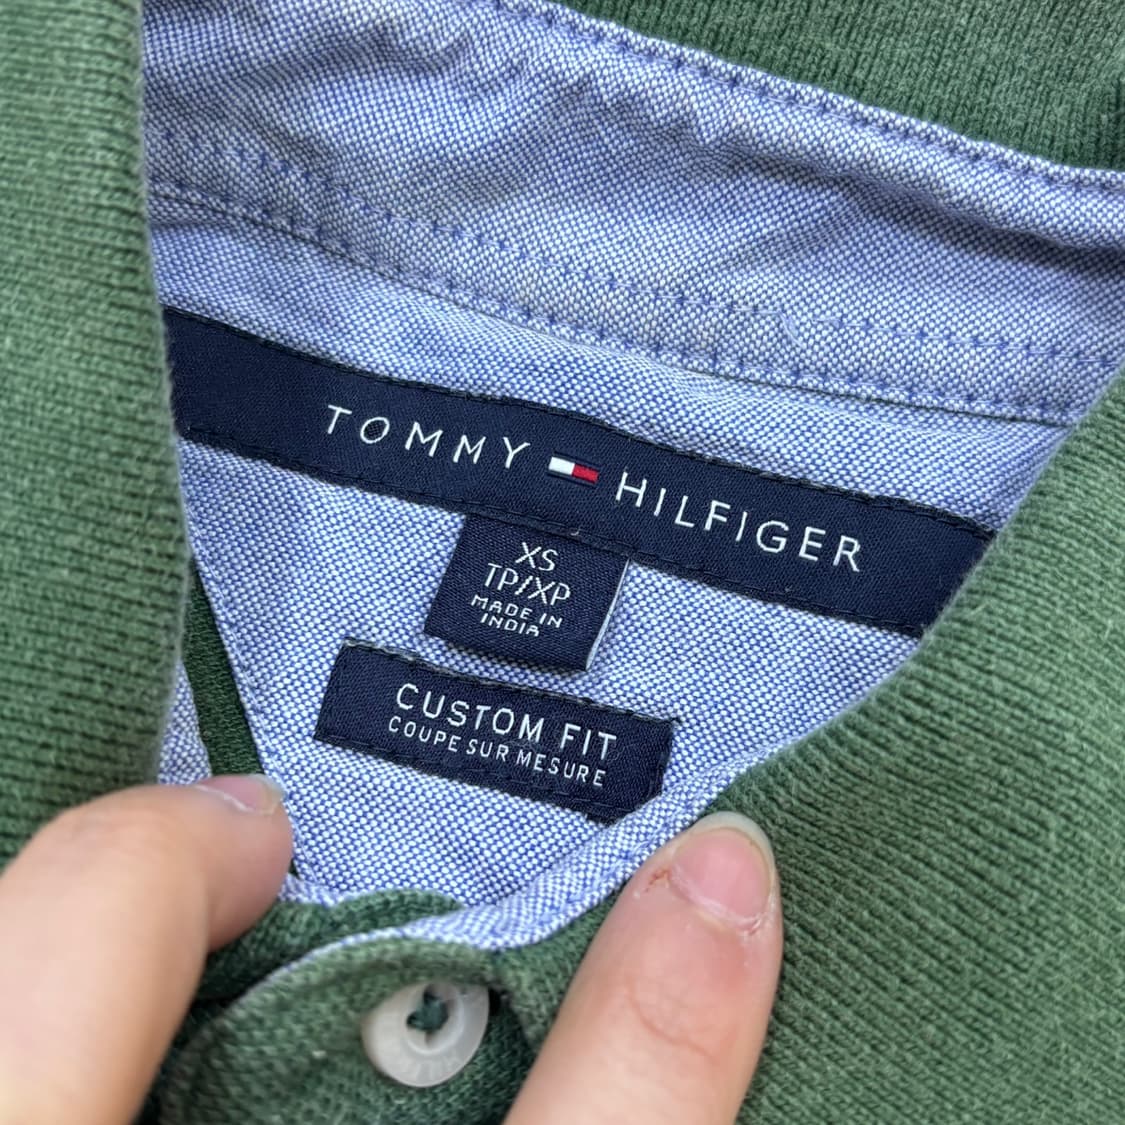 TOMMY HILFIGER
XS
TP/XP
MADE IN
INDIA
CUSTOM FIT
COUPE SUR MESURE